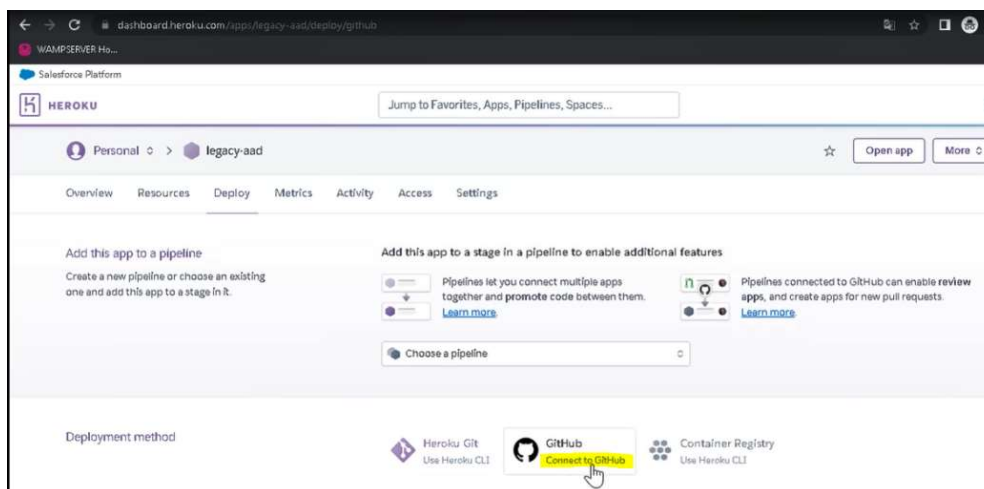 dashboard.heroku.com/apps/legacy-aad/deploy/github
WAMPSERVER Ho...
Salesforce Platform
HEROKU
Jump to Favorites, Apps, Pipelines, Spaces...
Personal > legacy-aad
Open app
More
Overview Resources Deploy Metrics Activity Access Settings
Add this app to a pipeline
Create a new pipeline or choose an existing
one and add this app to a stage in it.
Add this app to a stage in a pipeline to enable additional features
Pipelines let you connect multiple apps
together and promote code between them.
Learn more.
Pipelines connected to GitHub can enable review
apps, and create apps for new pull requests.
Learn more.
Choose a pipeline
Deployment method
Heroku Git
Use Heroku CLI
GitHub
Connect to GitHub
Container Registry
Use Heroku CLI